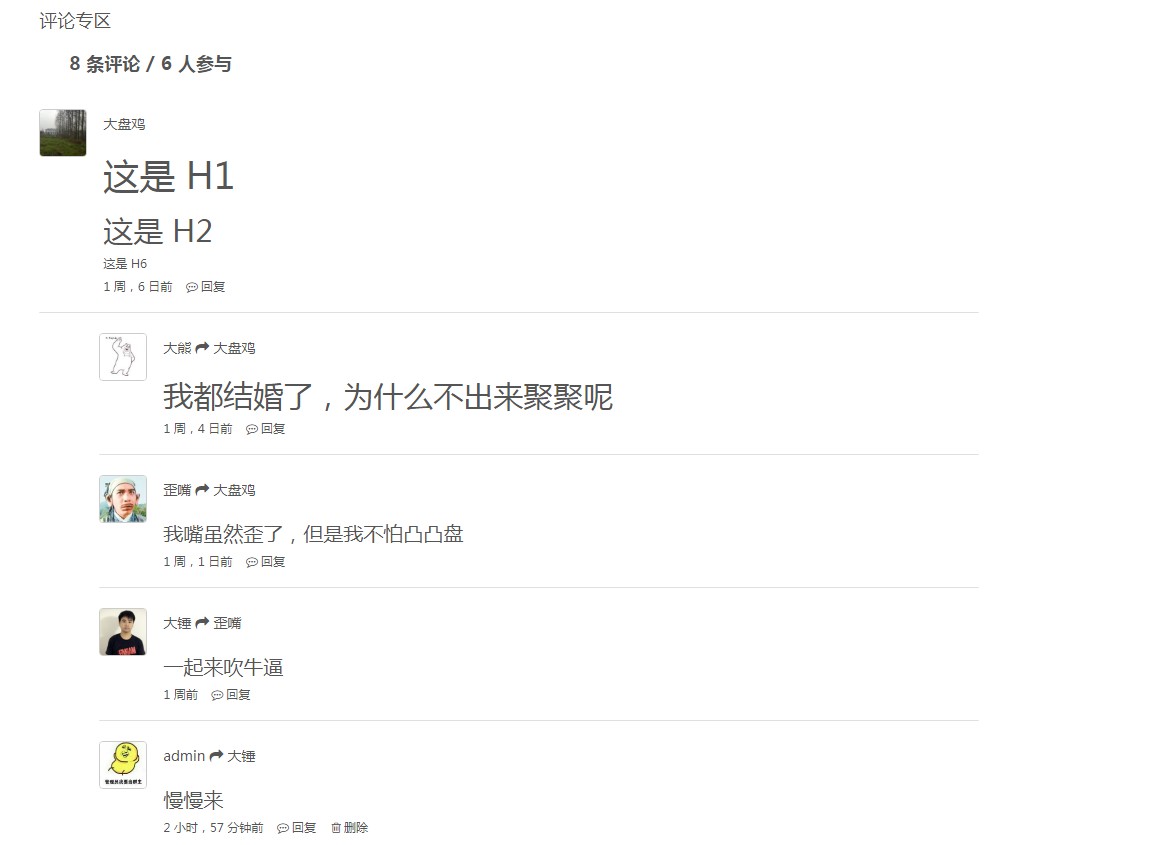 评论专区
8 条评论 / 6 人参与
大盘鸡
这是 H1
这是 H2
这是 H6
1 周，6 日前 回复
大熊 大盘鸡
我都结婚了，为什么不出来聚聚呢
1 周，4 日前 回复
歪嘴 大盘鸡
我嘴虽然歪了，但是我不怕凸凸盘
1 周，1 日前 回复
大锤 歪嘴
一起来吹牛逼
1 周前 回复
admin 大锤
慢慢来
2 小时，57 分钟前 回复 删除